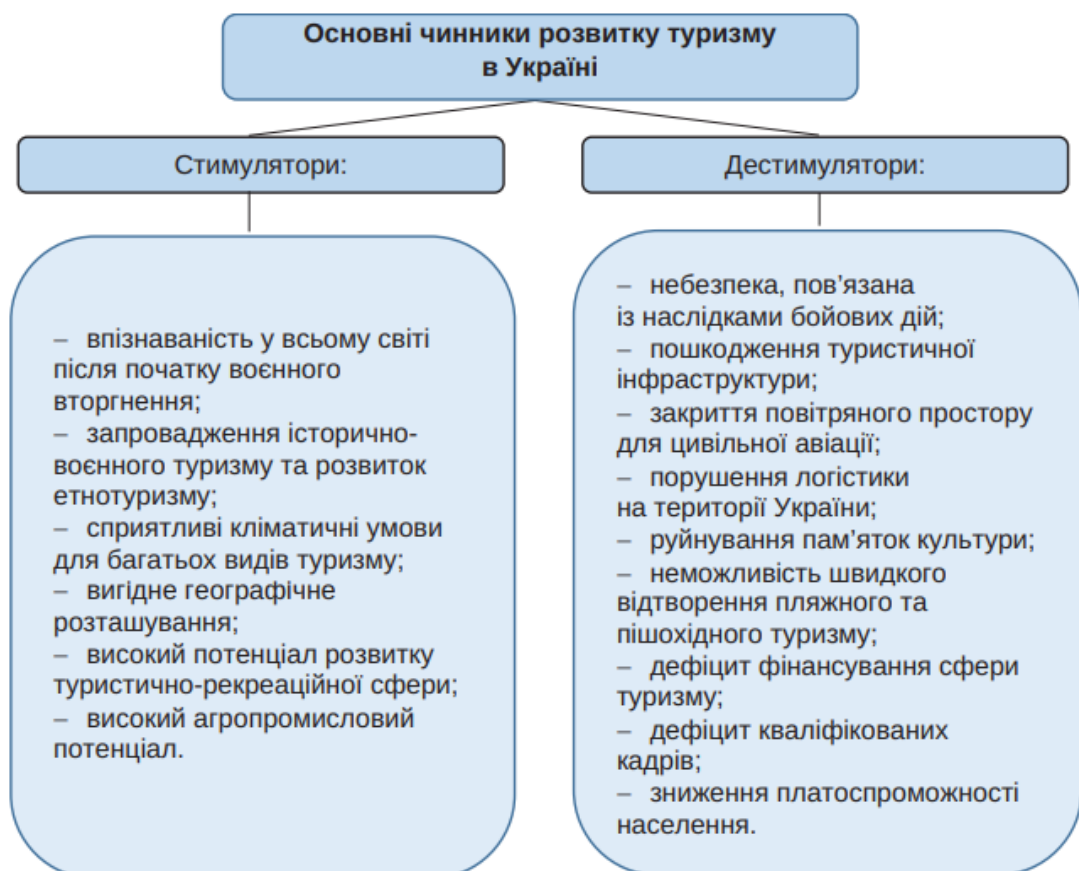 Основні чинники розвитку туризму
в Україні
Стимулятори:
– впізнаваність у всьому світі
після початку воєнного
вторгнення;
– запровадження історично-
воєнного туризму та розвиток
етнотуризму;
– сприятливі кліматичні умови
для багатьох видів туризму;
– вигідне географічне
розташування;
– високий потенціал розвитку
туристично-рекреаційної сфери;
– високий агропромисловий
потенціал.
Дестимулятори:
– небезпека, пов’язана
із наслідками бойових дій;
– пошкодження туристичної
інфраструктури;
– закриття повітряного простору
для цивільної авіації;
– порушення логістики
на території України;
– руйнування пам’яток культури;
– неможливість швидкого
відтворення пляжного та
пішохідного туризму;
– дефіцит фінансування сфери
туризму;
– дефіцит кваліфікованих
кадрів;
– зниження платоспроможності
населення.